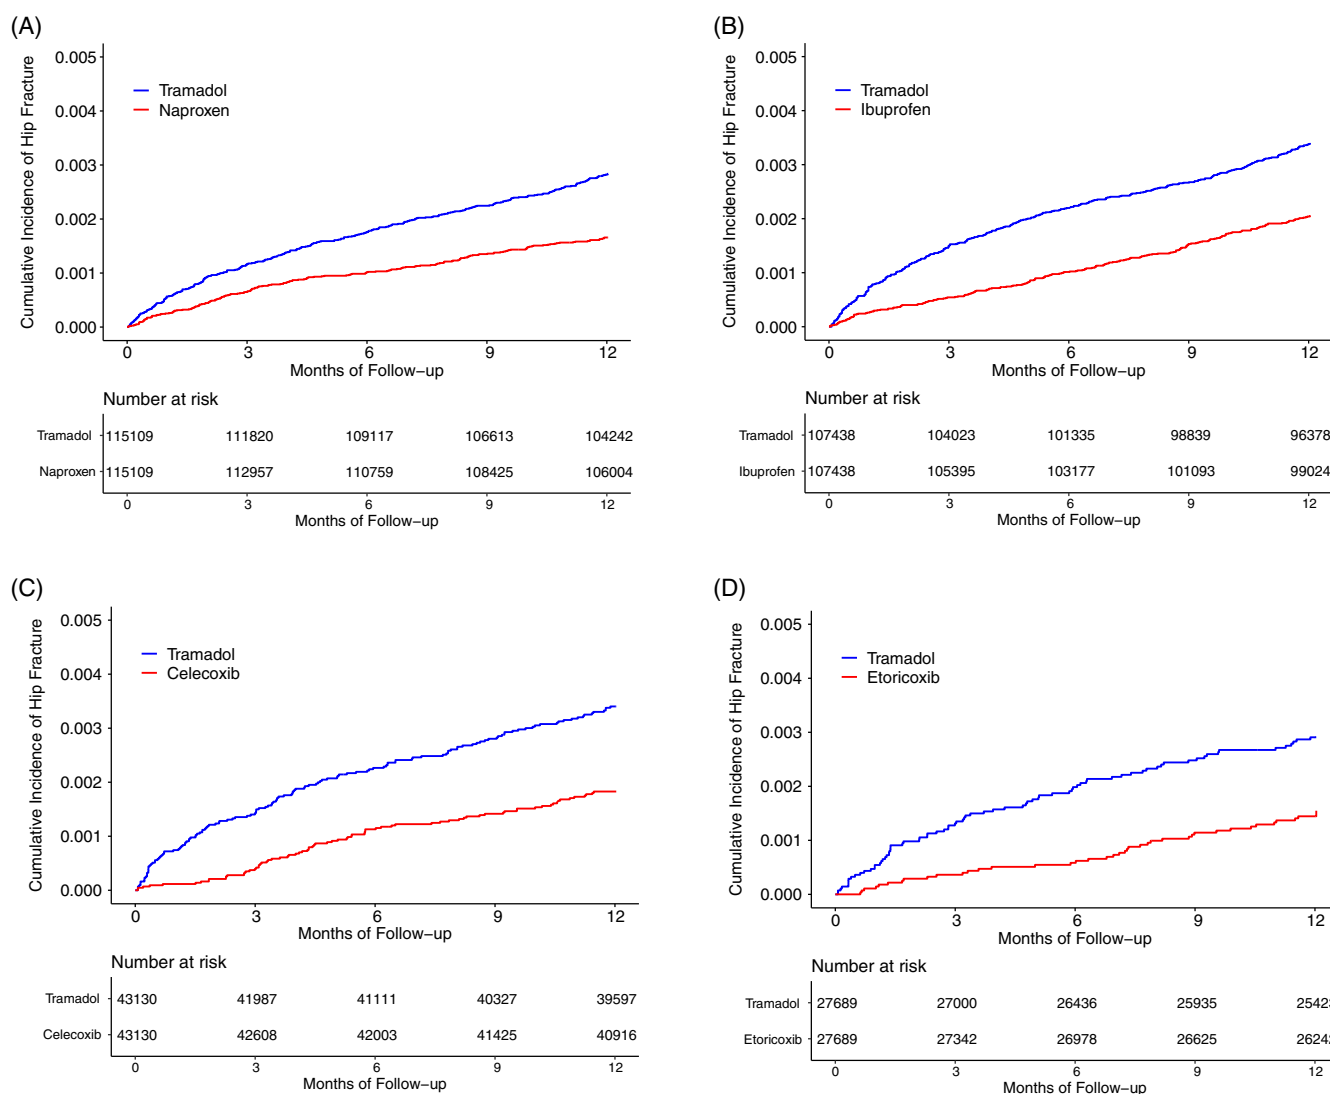 (A)
Cumulative Incidence of Hip Fracture
0.005
0.004
0.003
0.002
0.001
0.000
Tramadol
Naproxen
0 3 6 9 12
Months of Follow–up
Number at risk
Tramadol 115109 111820 109117 106613 104242
Naproxen 115109 112957 110759 108425 106004
0 3 6 9 12
Months of Follow–up
(B)
Cumulative Incidence of Hip Fracture
0.005
0.004
0.003
0.002
0.001
0.000
Tramadol
Ibuprofen
0 3 6 9 12
Months of Follow–up
Number at risk
Tramadol 107438 104023 101335 98839 96378
Ibuprofen 107438 105395 103177 101093 99024
0 3 6 9 12
Months of Follow–up
(C)
Cumulative Incidence of Hip Fracture
0.005
0.004
0.003
0.002
0.001
0.000
Tramadol
Celecoxib
0 3 6 9 12
Months of Follow–up
Number at risk
Tramadol 43130 41987 41111 40327 39597
Celecoxib 43130 42608 42003 41425 40916
0 3 6 9 12
Months of Follow–up
(D)
Cumulative Incidence of Hip Fracture
0.005
0.004
0.003
0.002
0.001
0.000
Tramadol
Etoricoxib
0 3 6 9 12
Months of Follow–up
Number at risk
Tramadol 27689 27000 26436 25935
Etoricoxib 27689 27342 26978 26625
0 3 6 9 12
Months of Follow–up